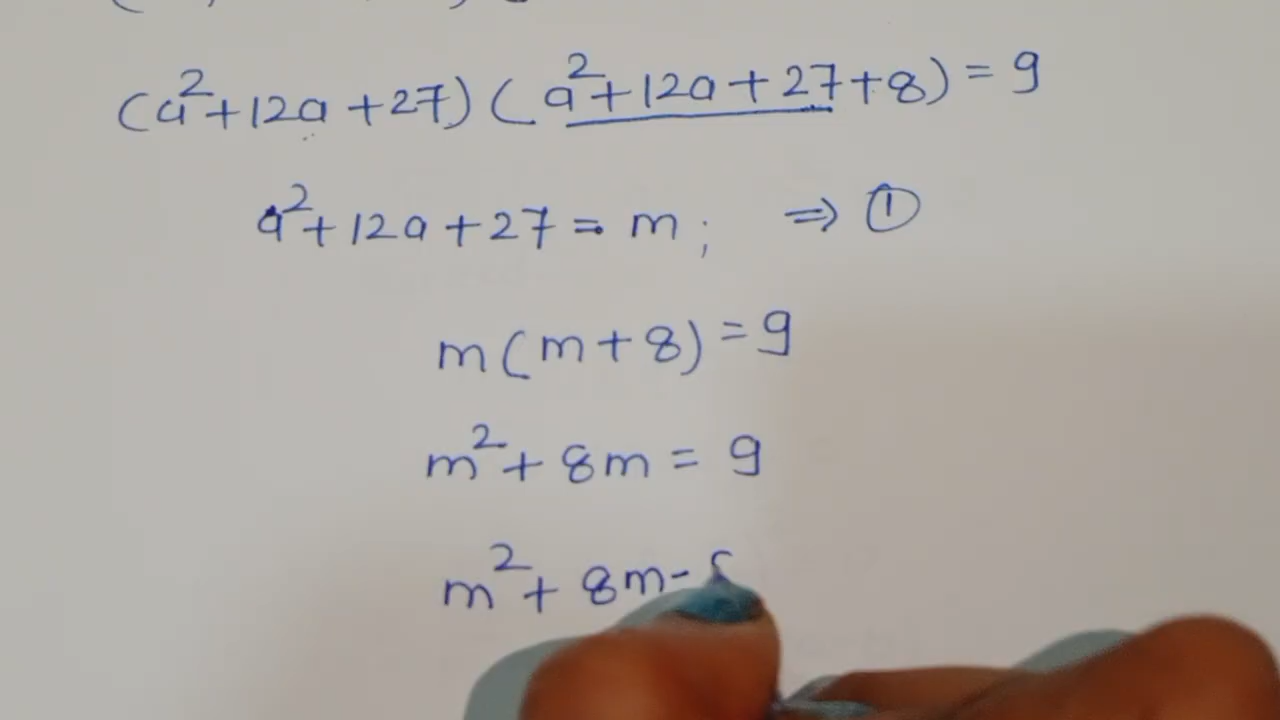 (a²+12a+27)(a²+12a+27+8)=9
a²+12a+27=m; ⇒ ①
m(m+8)=9
m²+8m=9
m²+8m-